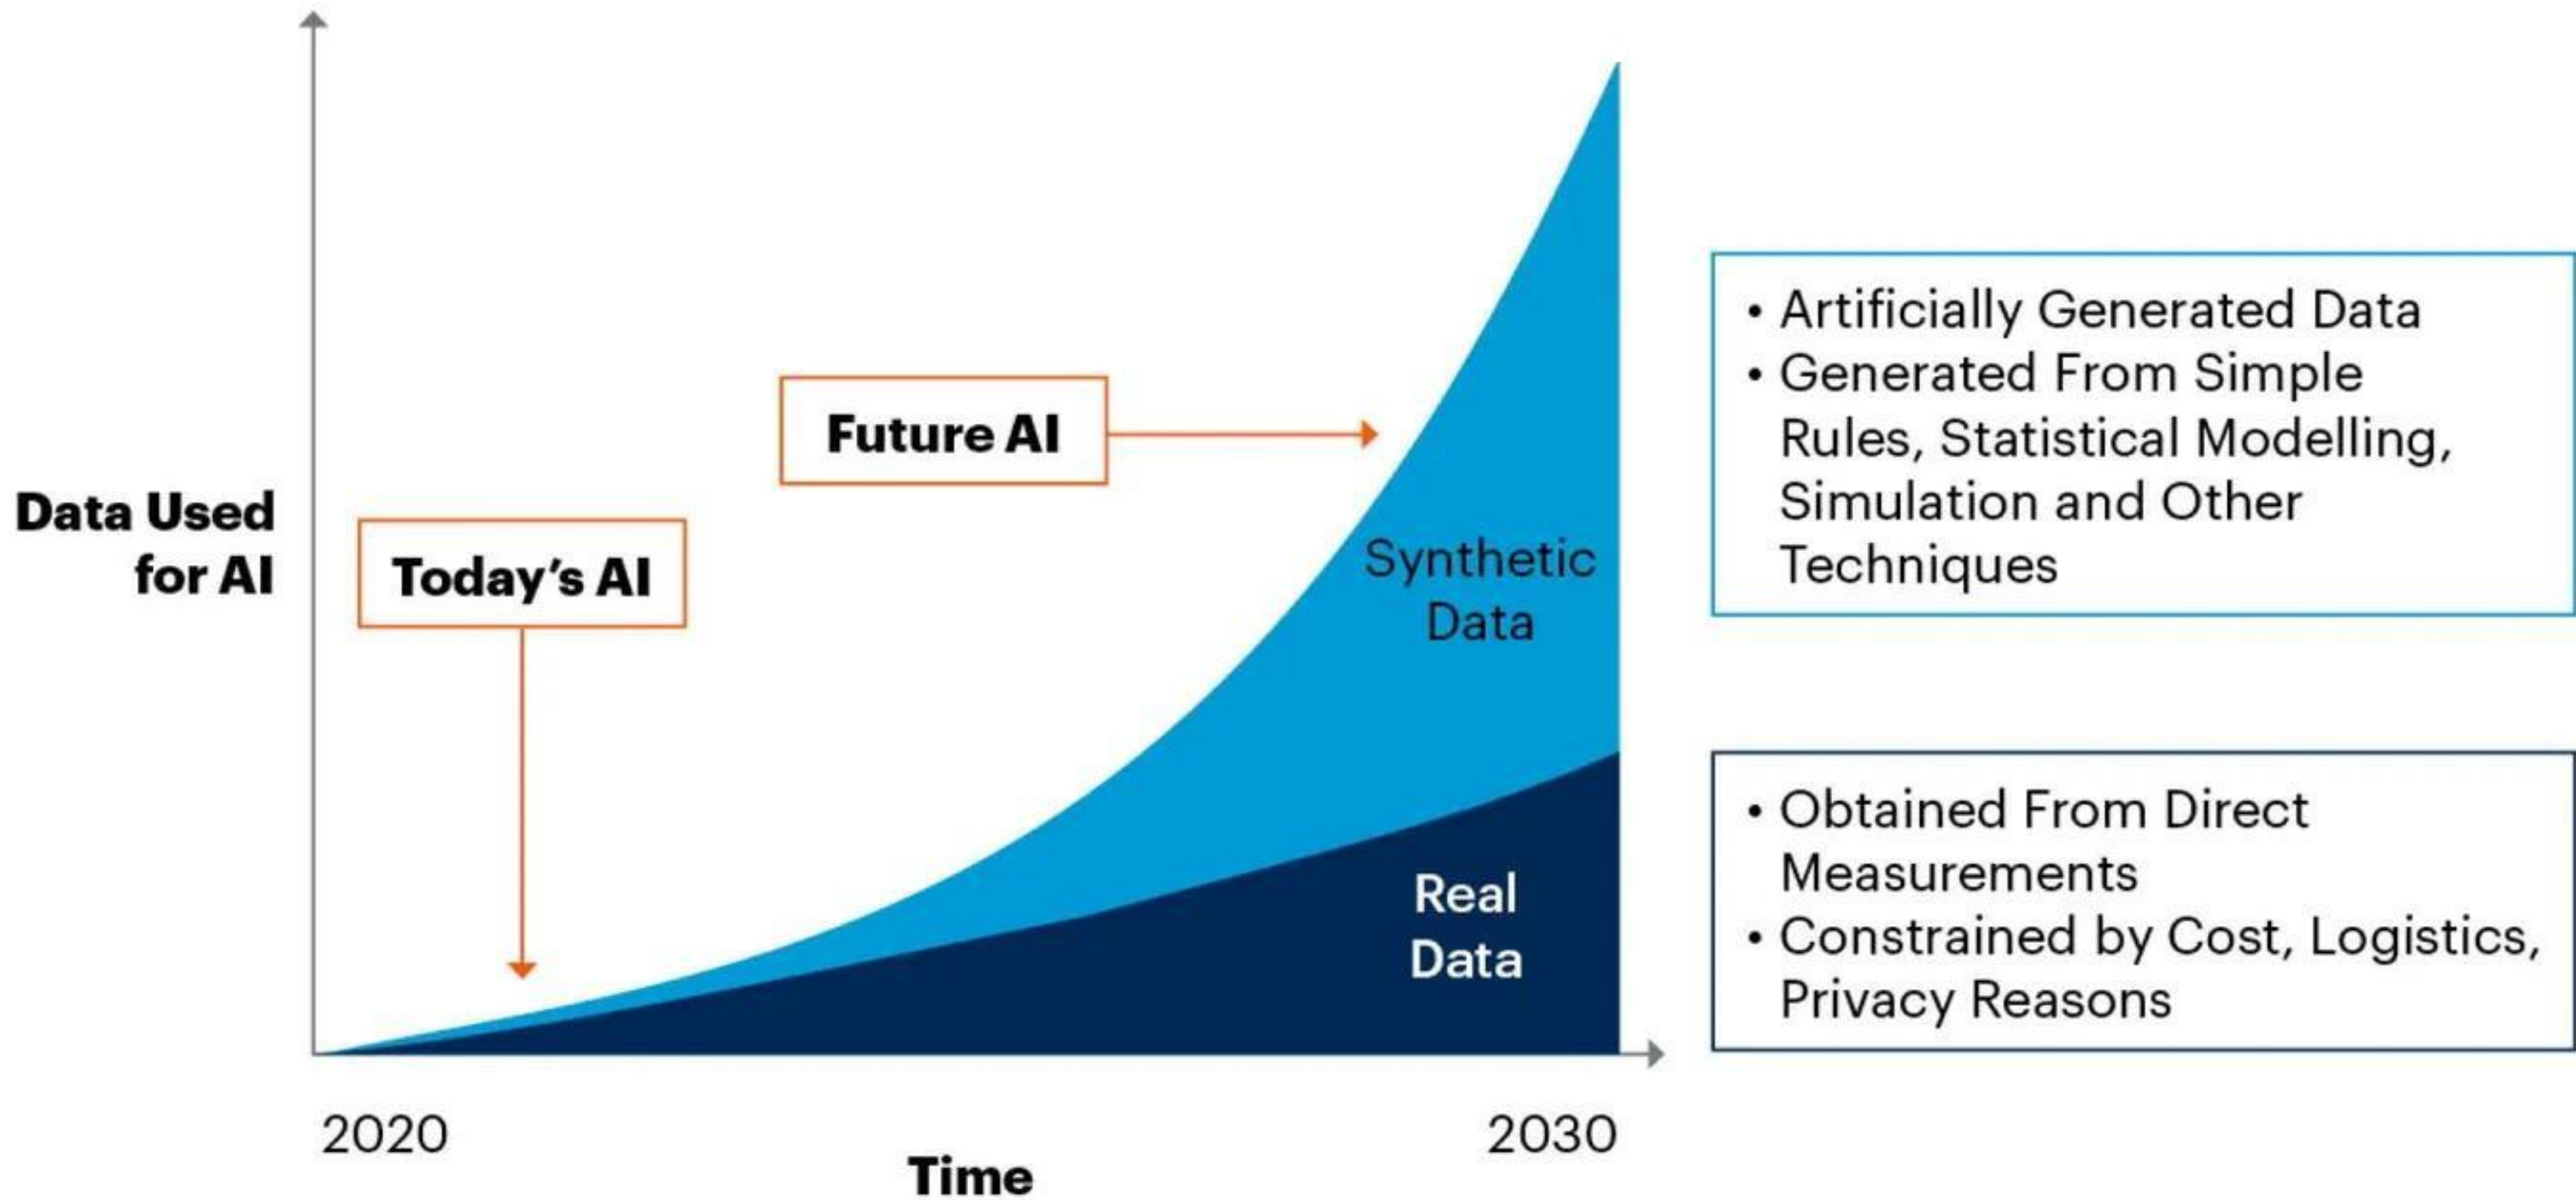 Data Used
for AI
Today's AI
Future AI
Synthetic
Data
Real
Data
• Artificially Generated Data
• Generated From Simple
Rules, Statistical Modelling,
Simulation and Other
Techniques
• Obtained From Direct
Measurements
• Constrained by Cost, Logistics,
Privacy Reasons
2020
2030
Time